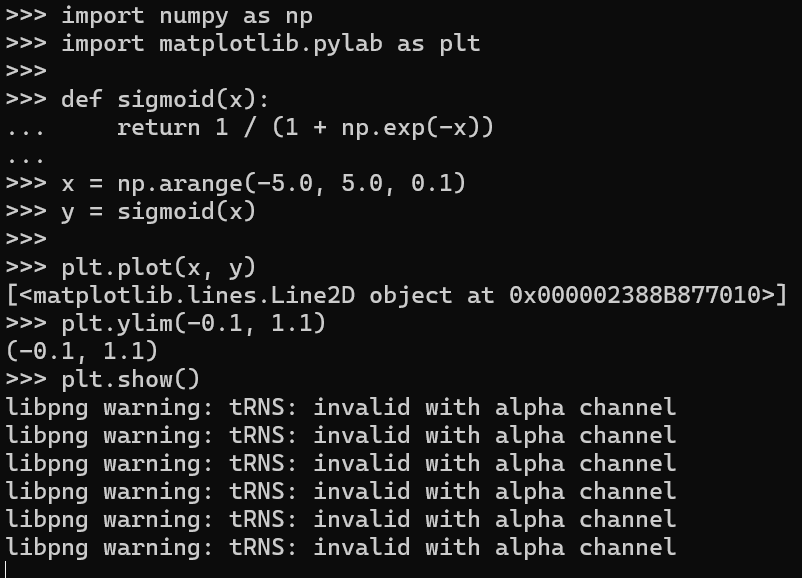 >>> import numpy as np
>>> import matplotlib.pylab as plt
>>>
>>> def sigmoid(x):
...     return 1 / (1 + np.exp(-x))
...
>>> x = np.arange(-5.0, 5.0, 0.1)
>>> y = sigmoid(x)
>>>
>>> plt.plot(x, y)
[<matplotlib.lines.Line2D object at 0x000002388B877010>]
>>> plt.ylim(-0.1, 1.1)
(-0.1, 1.1)
>>> plt.show()
libpng warning: tRNS: invalid with alpha channel
libpng warning: tRNS: invalid with alpha channel
libpng warning: tRNS: invalid with alpha channel
libpng warning: tRNS: invalid with alpha channel
libpng warning: tRNS: invalid with alpha channel
libpng warning: tRNS: invalid with alpha channel